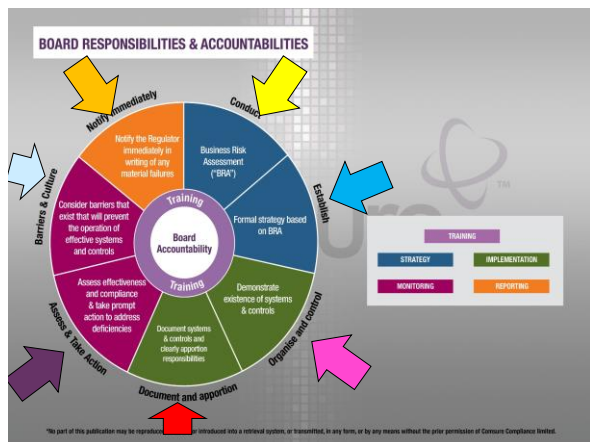 BOARD RESPONSIBILITIES & ACCOUNTABILITIES
Notify Immediately
Conduct
Establish
Organise and control
Document and apportion
Assess & Take Action
Barriers & Culture
Notify the Regulator
immediately in
writing of any
material failures
Business Risk
Assessment
("BRA")
Formal strategy based
on BRA
Demonstrate
existence of systems
& controls
Document systems
& controls and
clearly apportion
responsibilities
Assess effectiveness
and compliance
& take prompt
action to address
deficiencies
Consider barriers that
exist that will prevent
the operation of
effective systems
and controls
Training
Board
Accountability
Training
TM
TRAINING
STRATEGY
IMPLEMENTATION
MONITORING
REPORTING
*No part of this publication may be reproduced or introduced into a retrieval system, or transmitted, in any form, or by any means without the prior permission of Comsure Compliance limited.